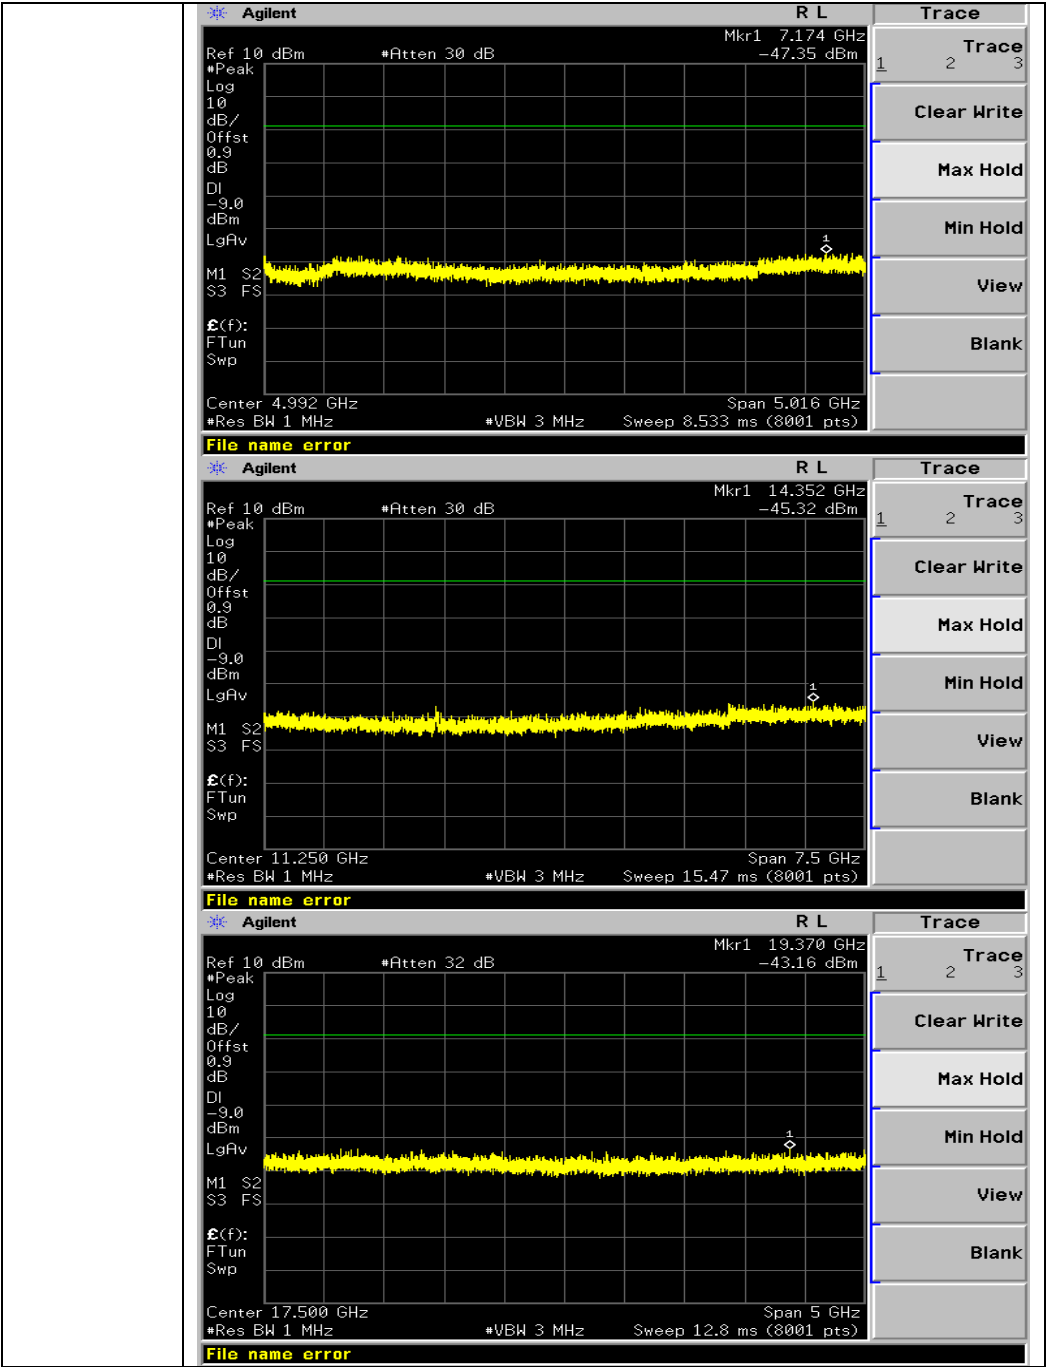 Agilent R L Trace
Mkr1 7.174 GHz
Ref 10 dBm #Atten 30 dB -47.35 dBm
Trace
1 2 3
#Peak
Log
10
dB/
Offst
0.9
dB
DI
-9.0
dBm
LgAv
M1 S2
S3 FS
£(f):
FTun
Swp
1
Center 4.992 GHz Span 5.016 GHz
#Res BW 1 MHz #VBW 3 MHz Sweep 8.533 ms (8001 pts)
Clear Write
Max Hold
Min Hold
View
Blank
File name error
Agilent R L Trace
Mkr1 14.352 GHz
Ref 10 dBm #Atten 30 dB -45.32 dBm
Trace
1 2 3
#Peak
Log
10
dB/
Offst
0.9
dB
DI
-9.0
dBm
LgAv
M1 S2
S3 FS
£(f):
FTun
Swp
1
Center 11.250 GHz Span 7.5 GHz
#Res BW 1 MHz #VBW 3 MHz Sweep 15.47 ms (8001 pts)
Clear Write
Max Hold
Min Hold
View
Blank
File name error
Agilent R L Trace
Mkr1 19.370 GHz
Ref 10 dBm #Atten 32 dB -43.16 dBm
Trace
1 2 3
#Peak
Log
10
dB/
Offst
0.9
dB
DI
-9.0
dBm
LgAv
M1 S2
S3 FS
£(f):
FTun
Swp
1
Center 17.500 GHz Span 5 GHz
#Res BW 1 MHz #VBW 3 MHz Sweep 12.8 ms (8001 pts)
Clear Write
Max Hold
Min Hold
View
Blank
File name error